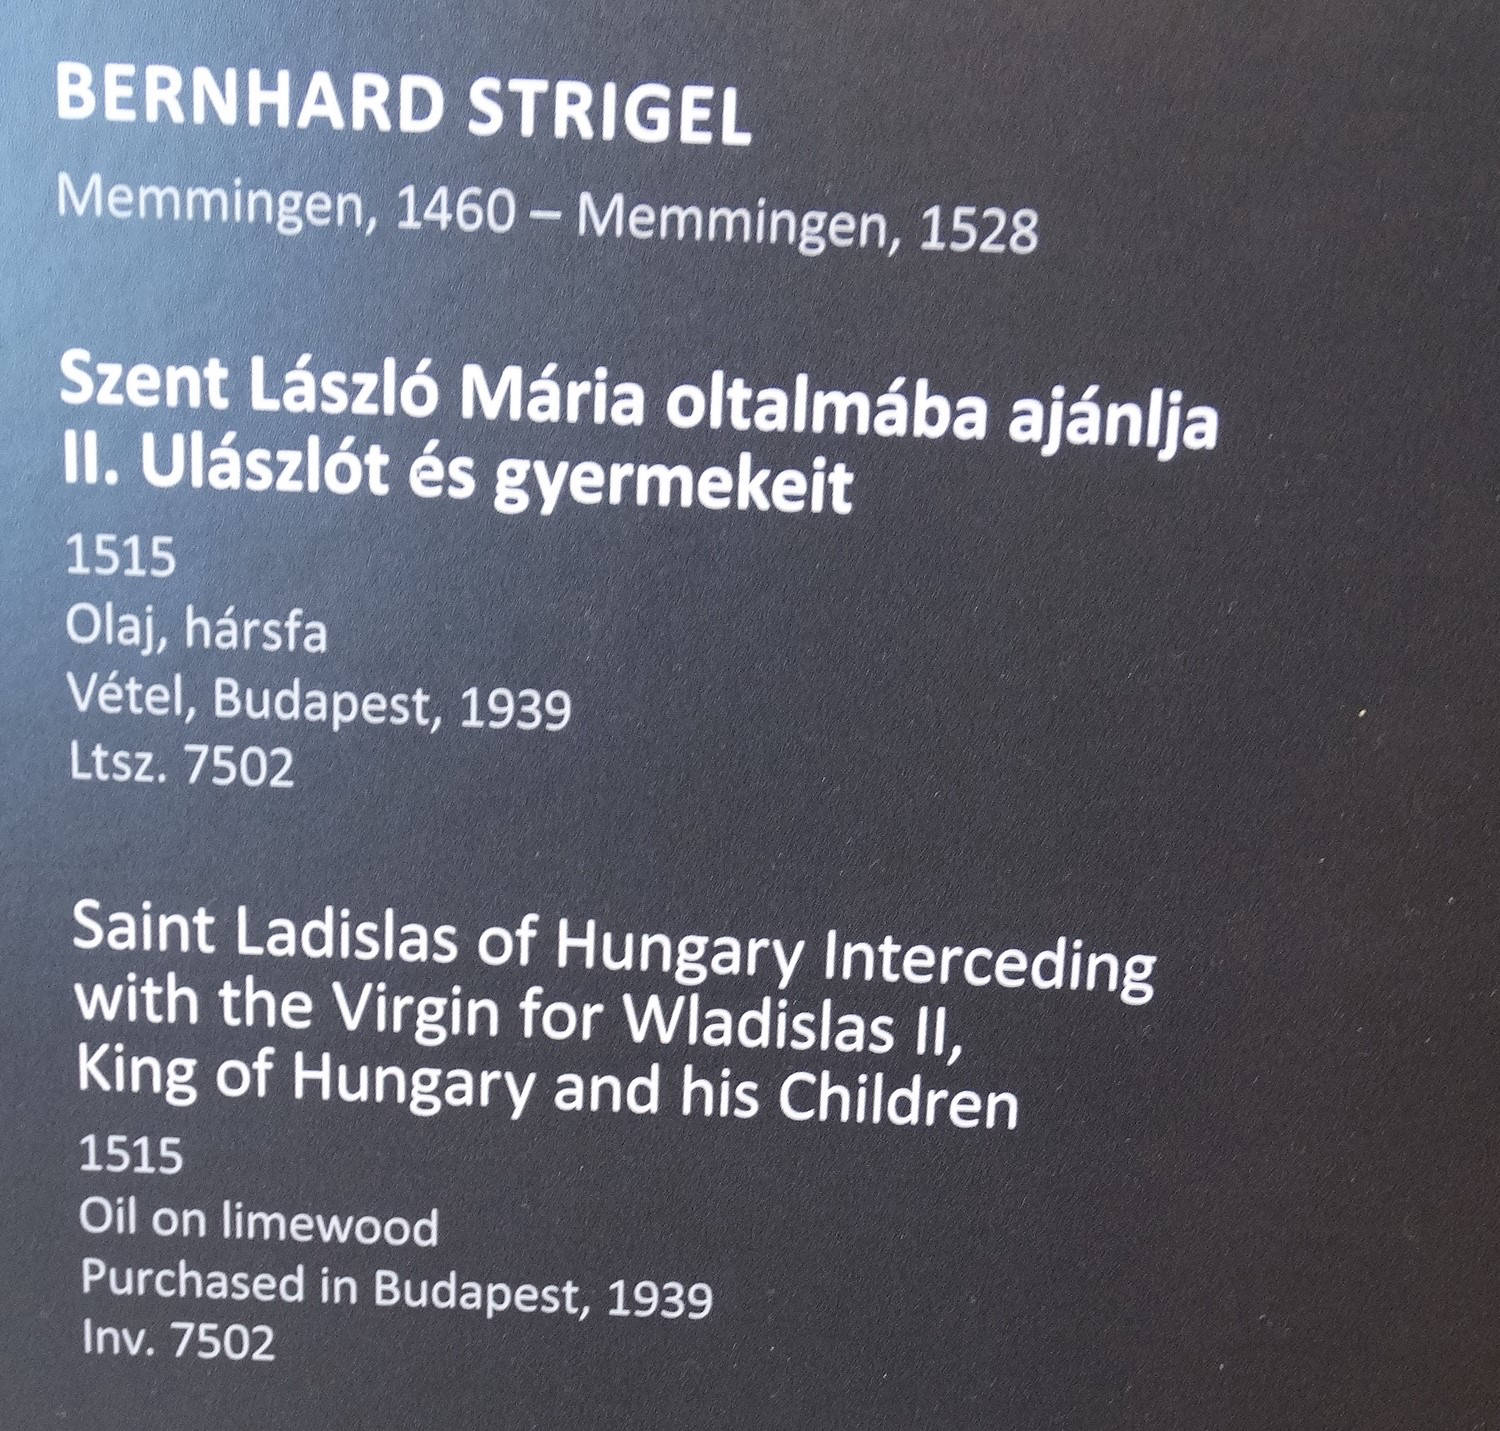 BERNHARD STRIGEL
Memmingen, 1460 – Memmingen, 1528
Szent László Mária oltalmába ajánlja
II. Ulászlót és gyermekeit
1515
Olaj, hársfa
Vétel, Budapest, 1939
Ltsz. 7502
Saint Ladislas of Hungary Interceding
with the Virgin for Wladislas II,
King of Hungary and his Children
1515
Oil on limewood
Purchased in Budapest, 1939
Inv. 7502